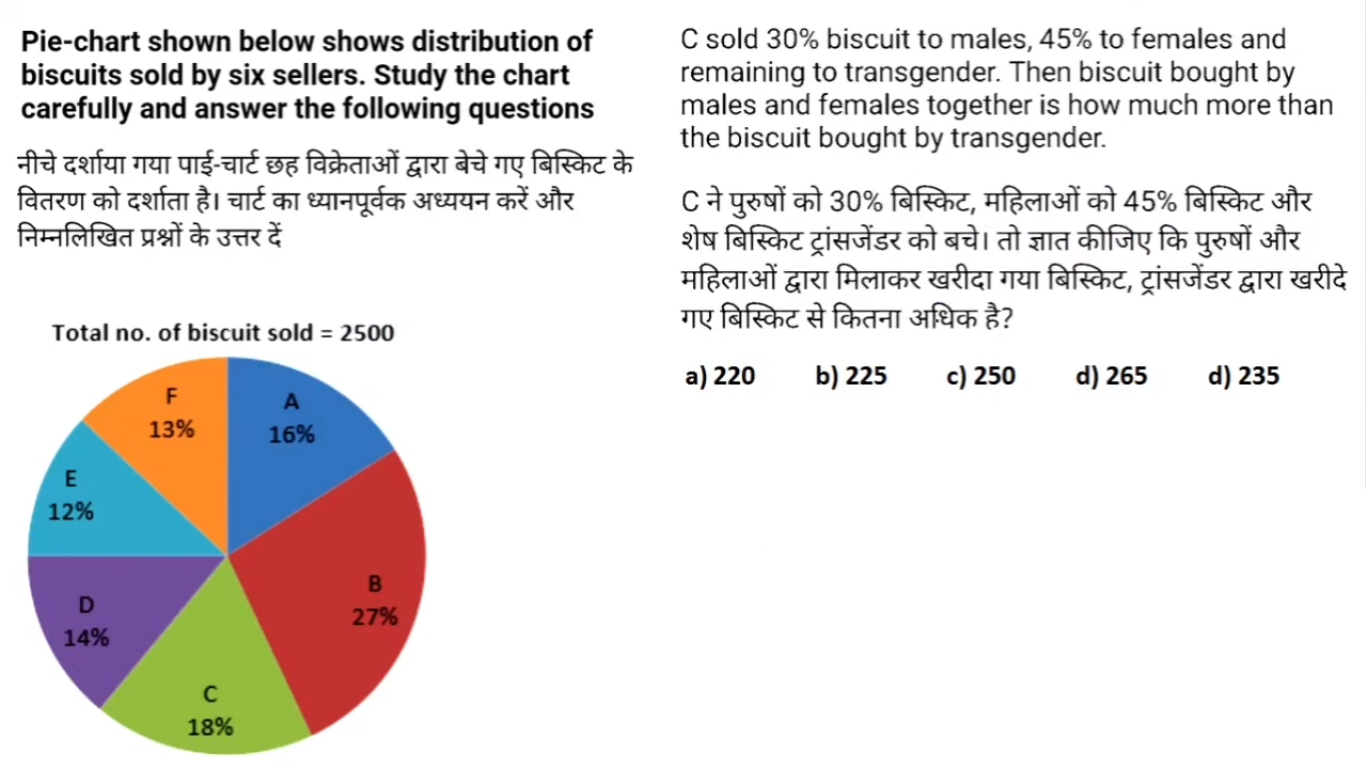 Pie-chart shown below shows distribution of
biscuits sold by six sellers. Study the chart
carefully and answer the following questions
नीचे दर्शाया गया पाई-चार्ट छह विक्रेताओं द्वारा बेचे गए बिस्किट के
वितरण को दर्शाता है। चार्ट का ध्यानपूर्वक अध्ययन करें और
निम्नलिखित प्रश्नों के उत्तर दें
Total no. of biscuit sold = 2500
F
13%
A
16%
E
12%
B
27%
D
14%
C
18%
C sold 30% biscuit to males, 45% to females and
remaining to transgender. Then biscuit bought by
males and females together is how much more than
the biscuit bought by transgender.
C ने पुरुषों को 30% बिस्किट, महिलाओं को 45% बिस्किट और
शेष बिस्किट ट्रांसजेंडर को बचे। तो ज्ञात कीजिए कि पुरुषों और
महिलाओं द्वारा मिलाकर खरीदा गया बिस्किट, ट्रांसजेंडर द्वारा खरीदे
गए बिस्किट से कितना अधिक है?
a) 220 b) 225 c) 250 d) 265 d) 235